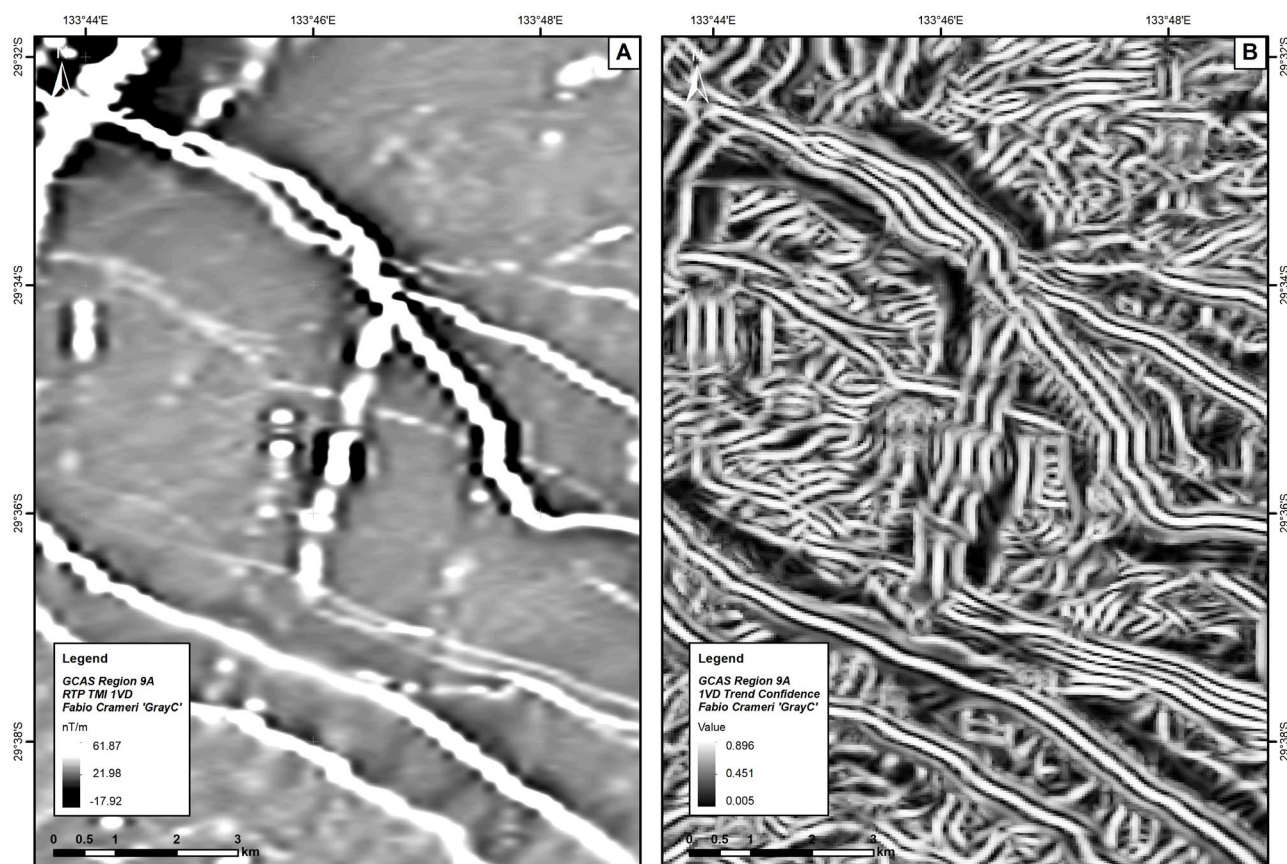 133°44'E 133°46'E 133°48'E 133°44'E 133°46'E 133°48'E
A
B
N
29°32'S
29°34'S
29°36'S
29°38'S
29°32'S
29°34'S
29°36'S
29°38'S
Legend
GCAS Region 9A
RTP TMI 1VD
Fabio Crameri 'GrayC'
nT/m
61.87
21.98
-17.92
0 0.5 1 2 3
km
Legend
GCAS Region 9A
1VD Trend Confidence
Fabio Crameri 'GrayC'
Value
0.896
0.451
0.005
0 0.5 1 2 3
km